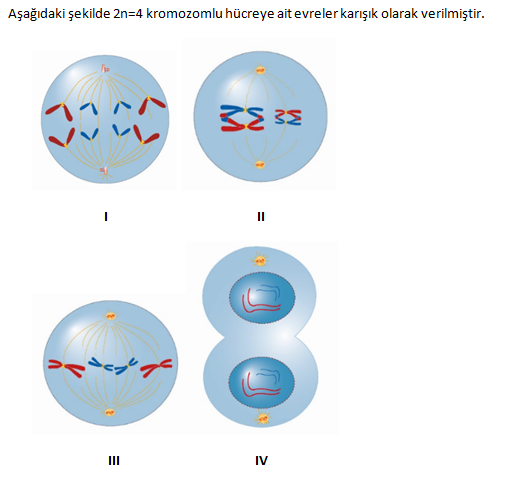 Aşağıdaki şekilde 2n=4 kromozomlu hücreye ait evreler karışık olarak verilmiştir.
I
II
III
IV